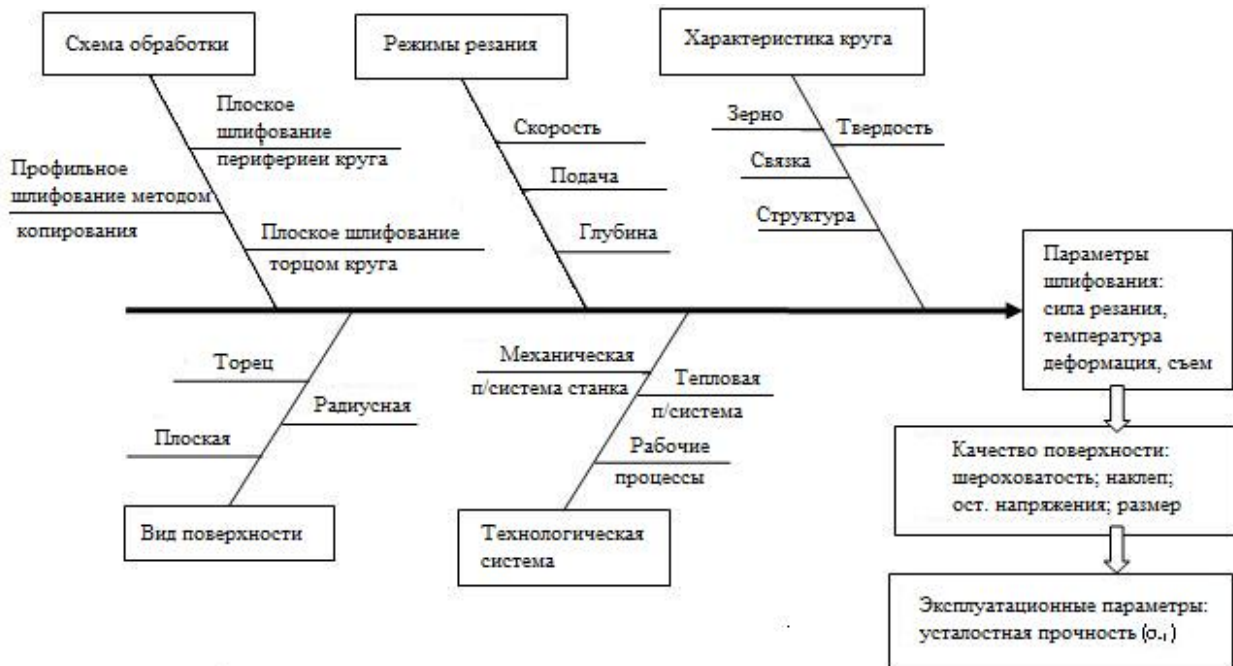 Схема обработки
Режимы резания
Характеристика круга
Плоское
шлифование
периферией круга
Профильное
шлифование методом
копирования
Плоское шлифование
торцом круга
Скорость
Подача
Глубина
Зерно
Твердость
Связка
Структура
Параметры
шлифования:
сила резания,
температура
деформация, съем
Торец
Радиусная
Плоская
Механическая
п/система станка
Тепловая
п/система
Рабочие
процессы
Вид поверхности
Технологическая
система
Качество поверхности:
шероховатость; наклеп;
ост. напряжения; размер
Эксплуатационные параметры:
усталостная прочность (σ₋₁)